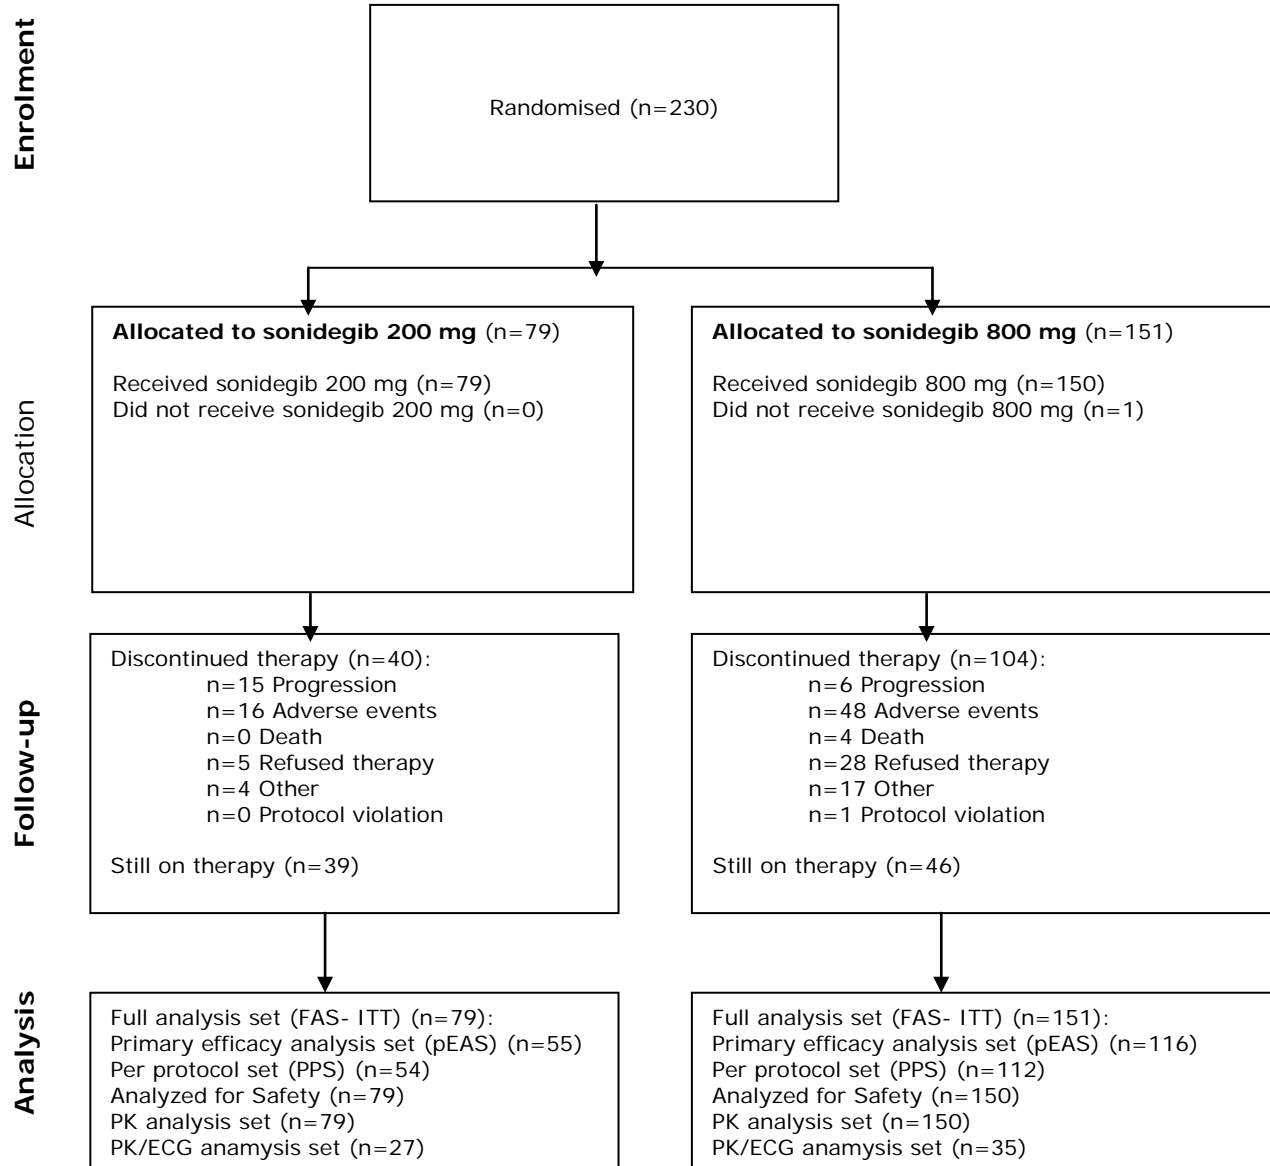 Enrolment
Randomised (n=230)
Allocation
Allocated to sonidegib 200 mg (n=79)
Received sonidegib 200 mg (n=79)
Did not receive sonidegib 200 mg (n=0)
Allocated to sonidegib 800 mg (n=151)
Received sonidegib 800 mg (n=150)
Did not receive sonidegib 800 mg (n=1)
Follow-up
Discontinued therapy (n=40):
n=15 Progression
n=16 Adverse events
n=0 Death
n=5 Refused therapy
n=4 Other
n=0 Protocol violation
Still on therapy (n=39)
Discontinued therapy (n=104):
n=6 Progression
n=48 Adverse events
n=4 Death
n=28 Refused therapy
n=17 Other
n=1 Protocol violation
Still on therapy (n=46)
Analysis
Full analysis set (FAS- ITT) (n=79):
Primary efficacy analysis set (pEAS) (n=55)
Per protocol set (PPS) (n=54)
Analyzed for Safety (n=79)
PK analysis set (n=79)
PK/ECG anamysis set (n=27)
Full analysis set (FAS- ITT) (n=151):
Primary efficacy analysis set (pEAS) (n=116)
Per protocol set (PPS) (n=112)
Analyzed for Safety (n=150)
PK analysis set (n=150)
PK/ECG anamysis set (n=35)